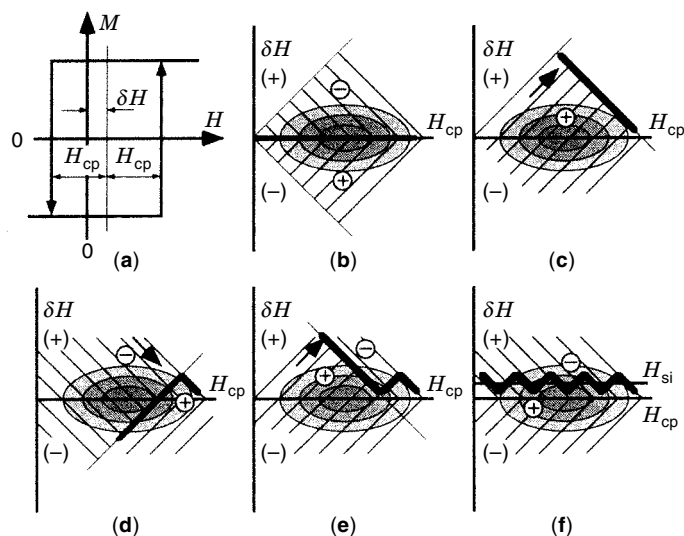 M
δH
H
0
H_cp H_cp
0
(a)
δH
(+)
−
H_cp
+
(−)
(b)
δH
(+)
+
H_cp
(−)
(c)
δH
(+)
−
H_cp
+
(−)
(d)
δH
(+)
−
+
H_cp
(−)
(e)
δH
(+)
−
H_si
+
H_cp
(−)
(f)